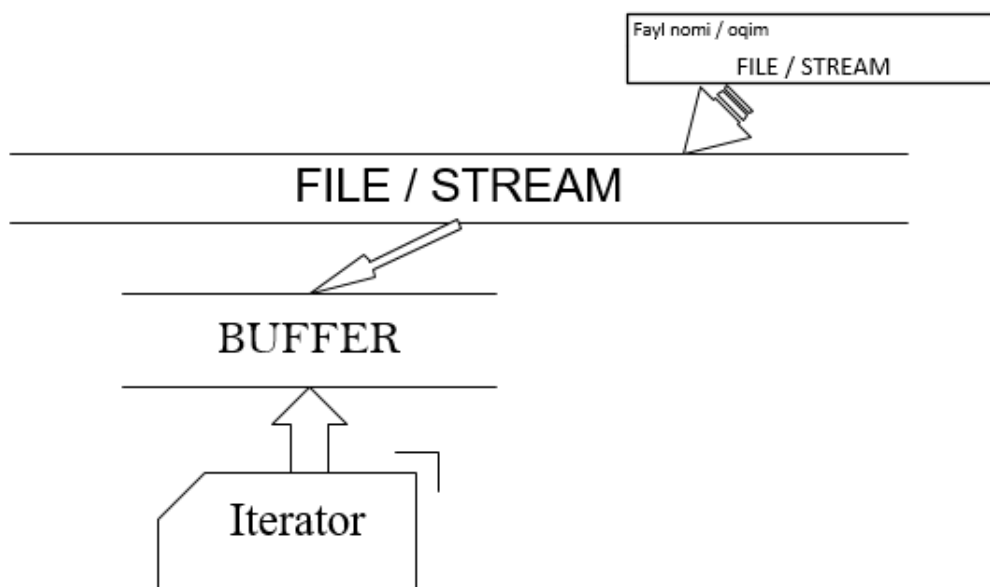 Fayl nomi / oqim
FILE / STREAM
FILE / STREAM
BUFFER
Iterator